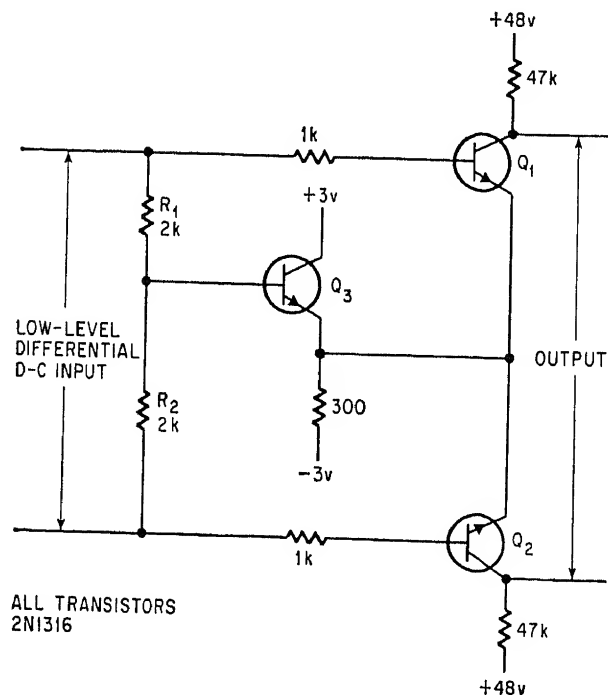 +48v
47k
1k
Q1
R1
2k
+3v
Q3
LOW-LEVEL
DIFFERENTIAL
D-C INPUT
OUTPUT
R2
2k
300
-3v
1k
Q2
ALL TRANSISTORS
2N1316
47k
+48v